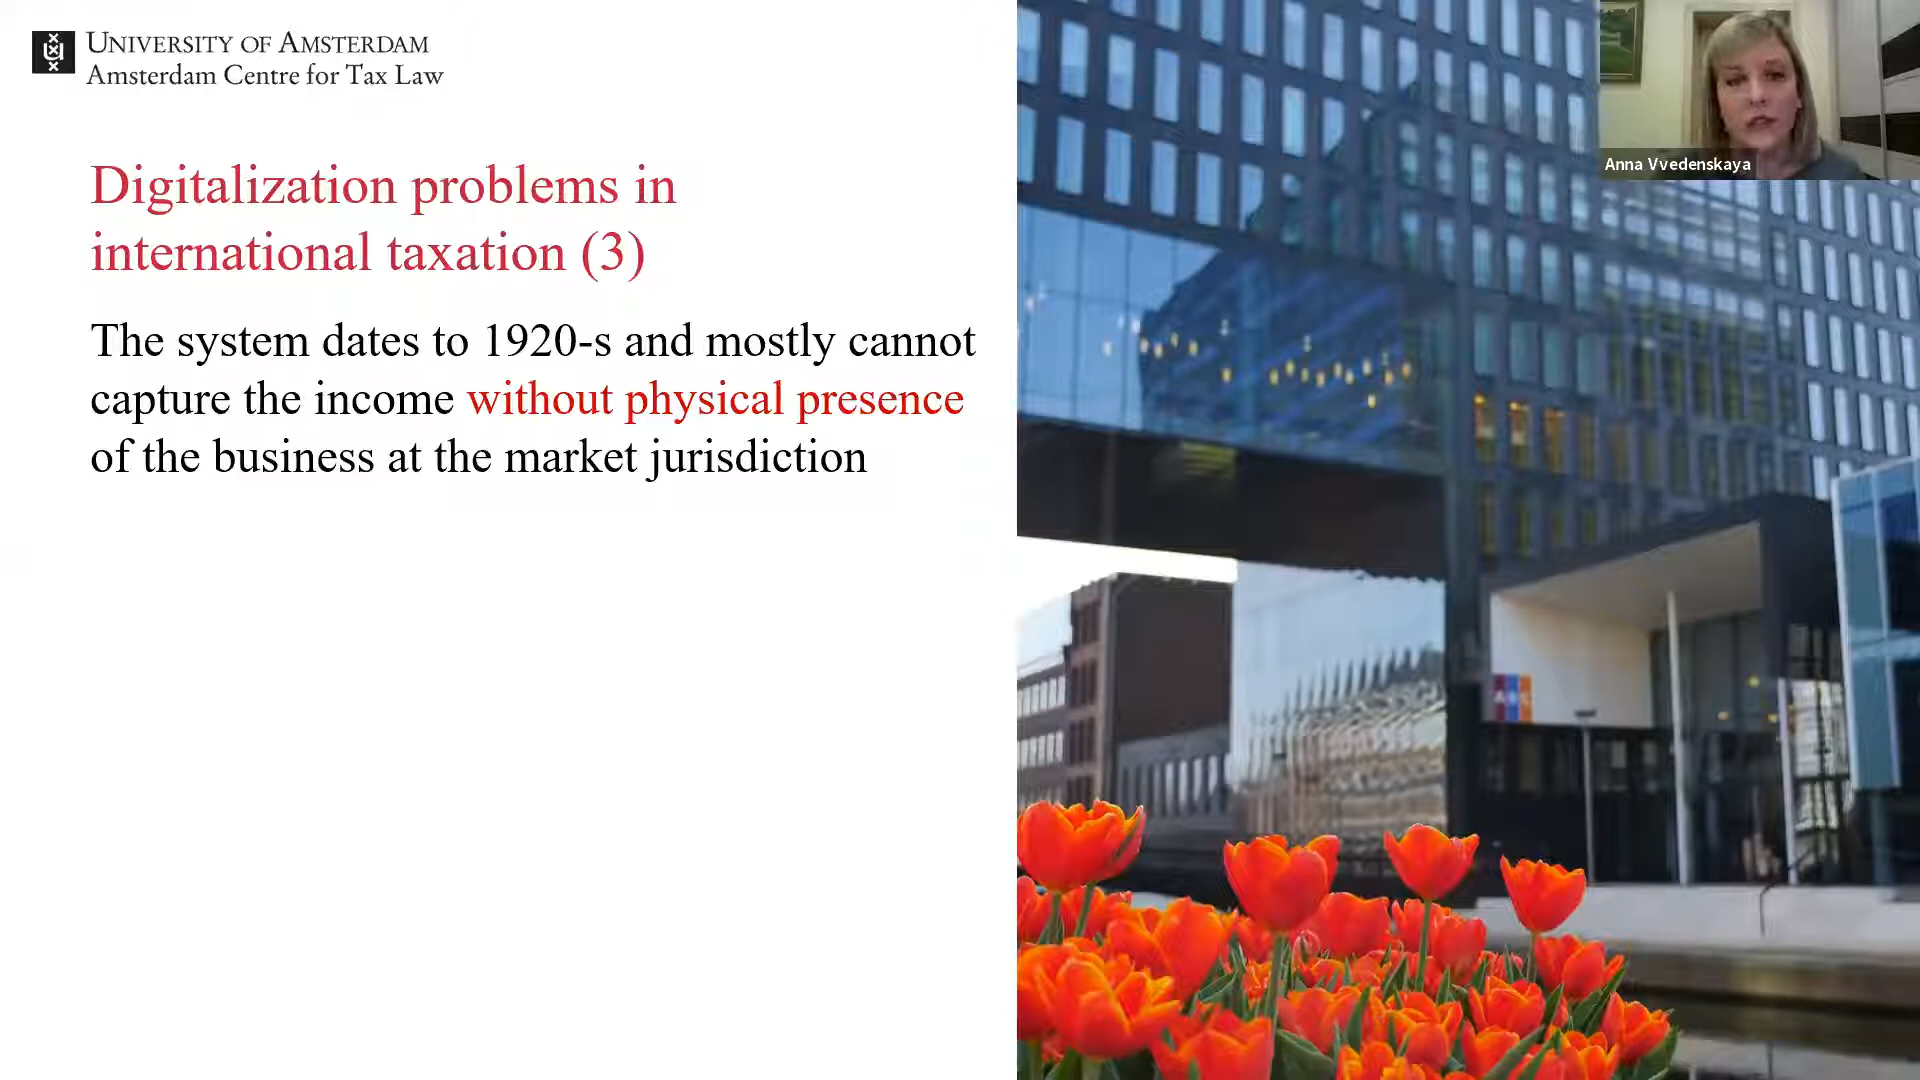 UNIVERSITY OF AMSTERDAM
Amsterdam Centre for Tax Law
Digitalization problems in
international taxation (3)
The system dates to 1920-s and mostly cannot
capture the income without physical presence
of the business at the market jurisdiction
Anna Vvedenskaya